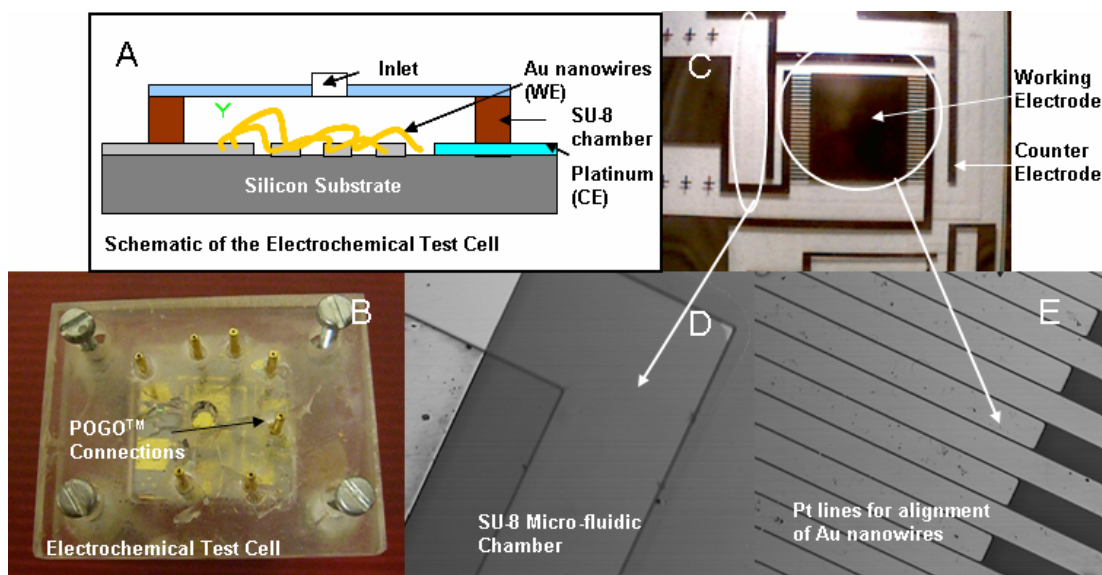 A
Inlet
Au nanowires
(WE)
SU-8
chamber
Platinum
(CE)
Silicon Substrate
Schematic of the Electrochemical Test Cell
C
Working
Electrode
Counter
Electrode
B
POGO™
Connections
Electrochemical Test Cell
D
SU-8 Micro-fluidic
Chamber
E
Pt lines for alignment
of Au nanowires